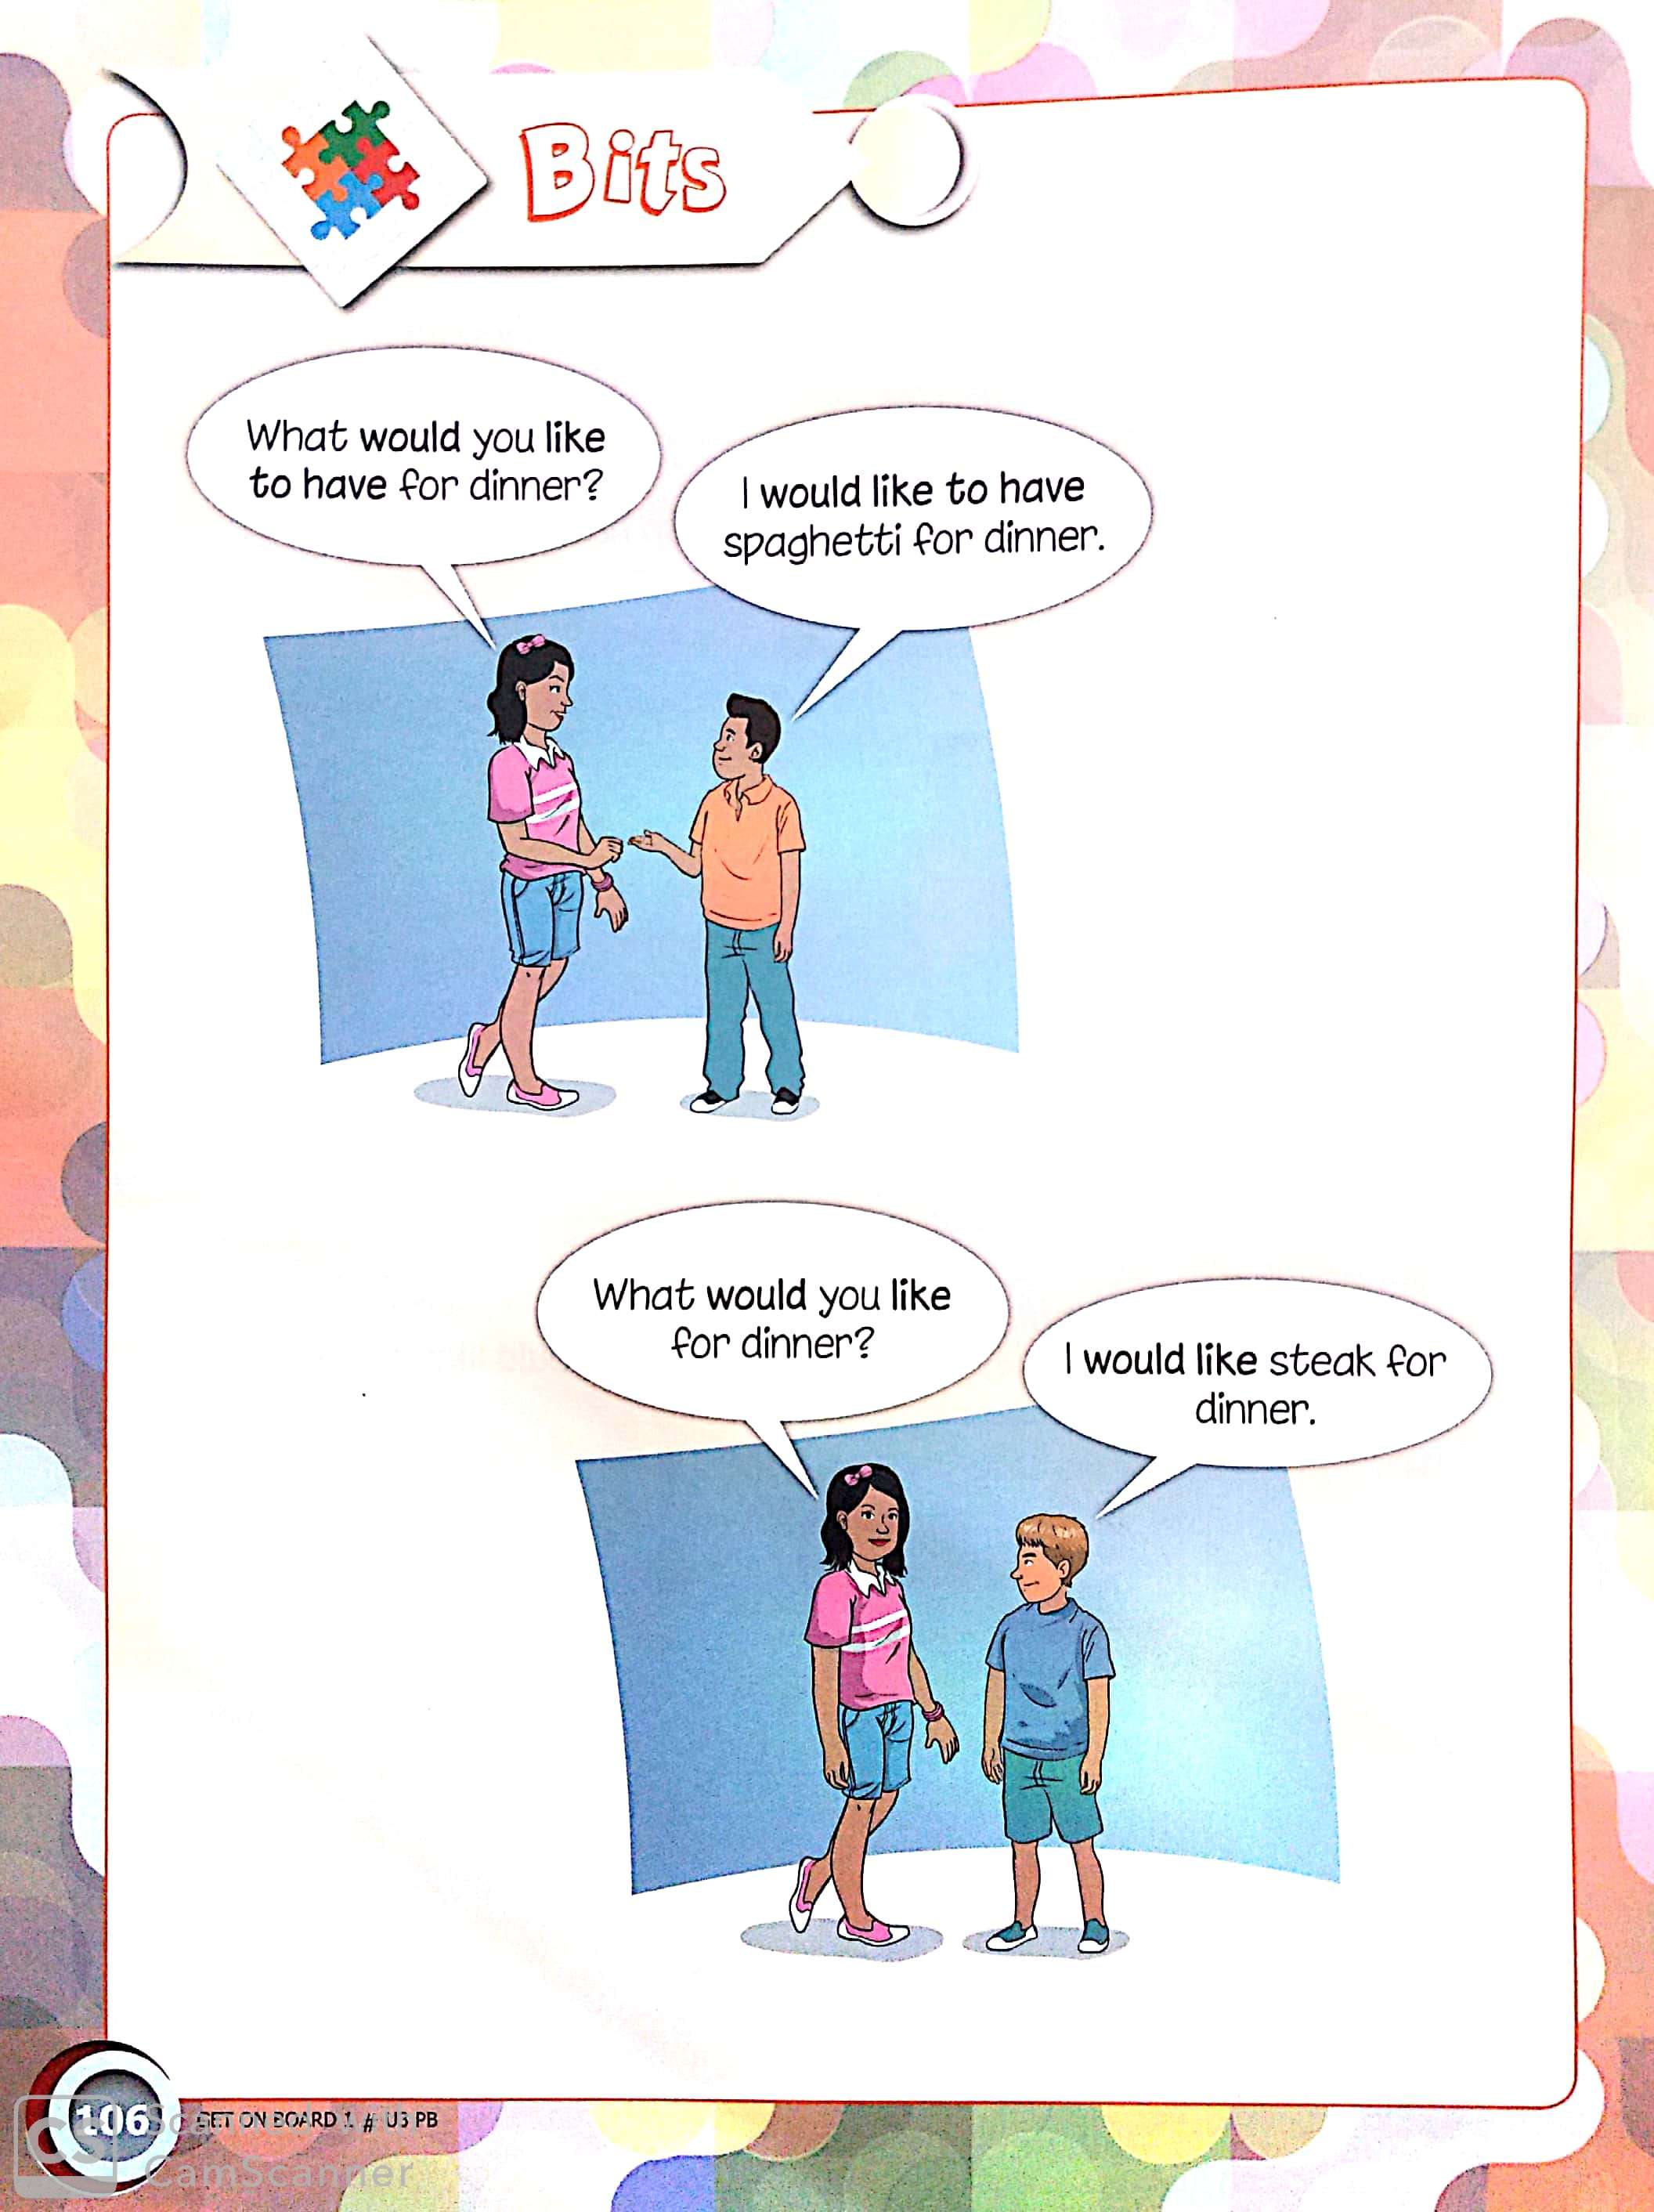 Bits
What would you like
to have for dinner?
I would like to have
spaghetti for dinner.
What would you like
for dinner?
I would like steak for
dinner.
106
GET ON BOARD 1 # U3 PB
CS
CamScanner